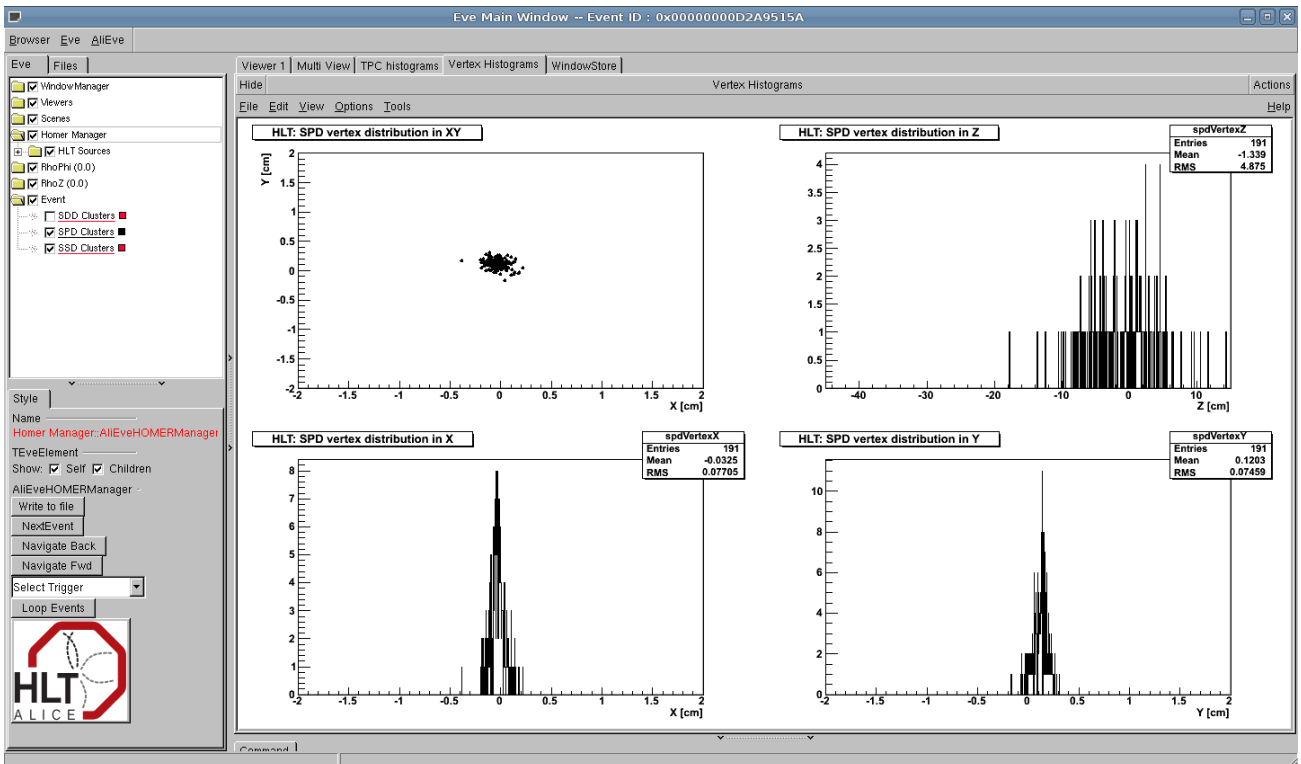 Eve Main Window -- Event ID : 0x00000000D2A9515A
Browser Eve AliEve
Eve Files
WindowManager
Viewers
Scenes
Homer Manager
HLT Sources
RhoPhi (0.0)
RhoZ (0.0)
Event
SDD Clusters
SPD Clusters
SSD Clusters
Style
Name
Homer Manager::AliEveHOMERManager
TEveElement
Show: Self Children
AliEveHOMERManager
Write to file
NextEvent
Navigate Back
Navigate Fwd
Select Trigger
Loop Events
HLT
ALICE
Viewer 1 Multi View TPC histograms Vertex Histograms WindowStore
Hide Vertex Histograms Actions
File Edit View Options Tools Help
HLT: SPD vertex distribution in XY
Y [cm]
2
1.5
1
0.5
0
-0.5
-1
-1.5
-2
-2 -1.5 -1 -0.5 0 0.5 1 1.5 2
X [cm]
HLT: SPD vertex distribution in Z
spdVertexZ
Entries 191
Mean -1.339
RMS 4.875
4
3.5
3
2.5
2
1.5
1
0.5
0
-40 -30 -20 -10 0 10
Z [cm]
HLT: SPD vertex distribution in X
spdVertexX
Entries 191
Mean -0.0325
RMS 0.07705
8
7
6
5
4
3
2
1
0
-2 -1.5 -1 -0.5 0 0.5 1 1.5 2
X [cm]
HLT: SPD vertex distribution in Y
spdVertexY
Entries 191
Mean 0.1203
RMS 0.07459
10
8
6
4
2
0
-2 -1.5 -1 -0.5 0 0.5 1 1.5 2
Y [cm]
Command